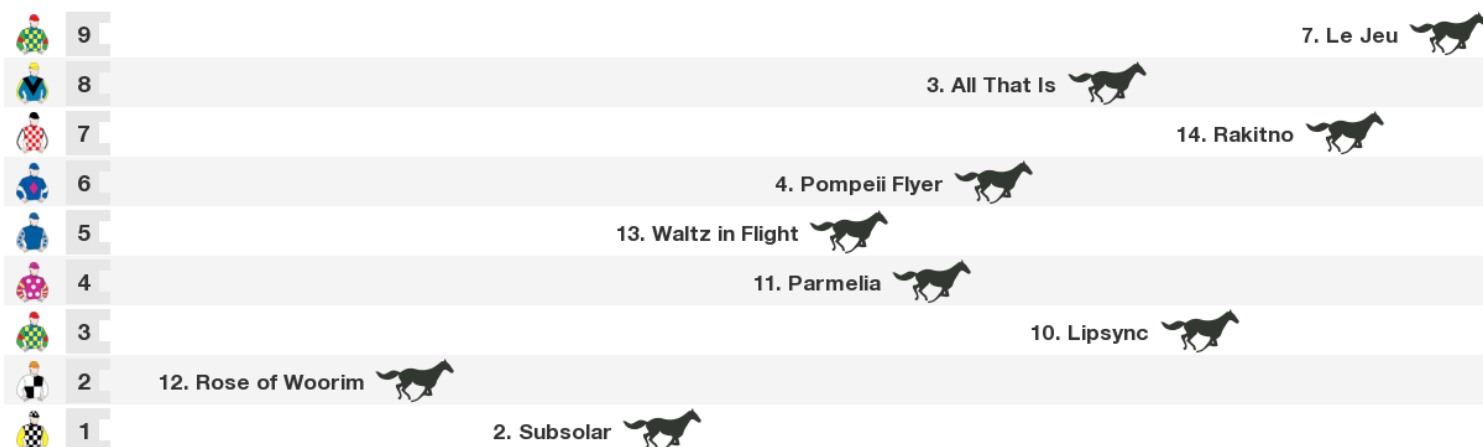 9 7. Le Jeu
8 3. All That Is
7 14. Rakitno
6 4. Pompeii Flyer
5 13. Waltz in Flight
4 11. Parmelia
3 10. Lipsync
2 12. Rose of Woorim
1 2. Subsolar